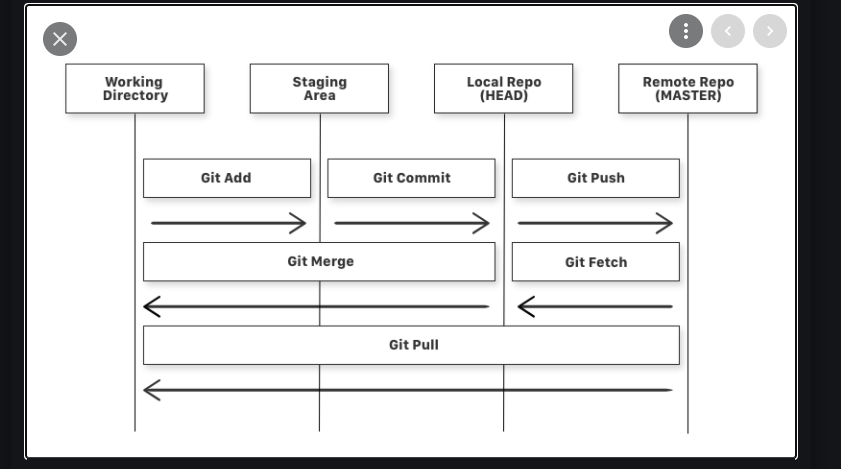 Working
Directory
Staging
Area
Local Repo
(HEAD)
Remote Repo
(MASTER)
Git Add
Git Commit
Git Push
Git Merge
Git Fetch
Git Pull